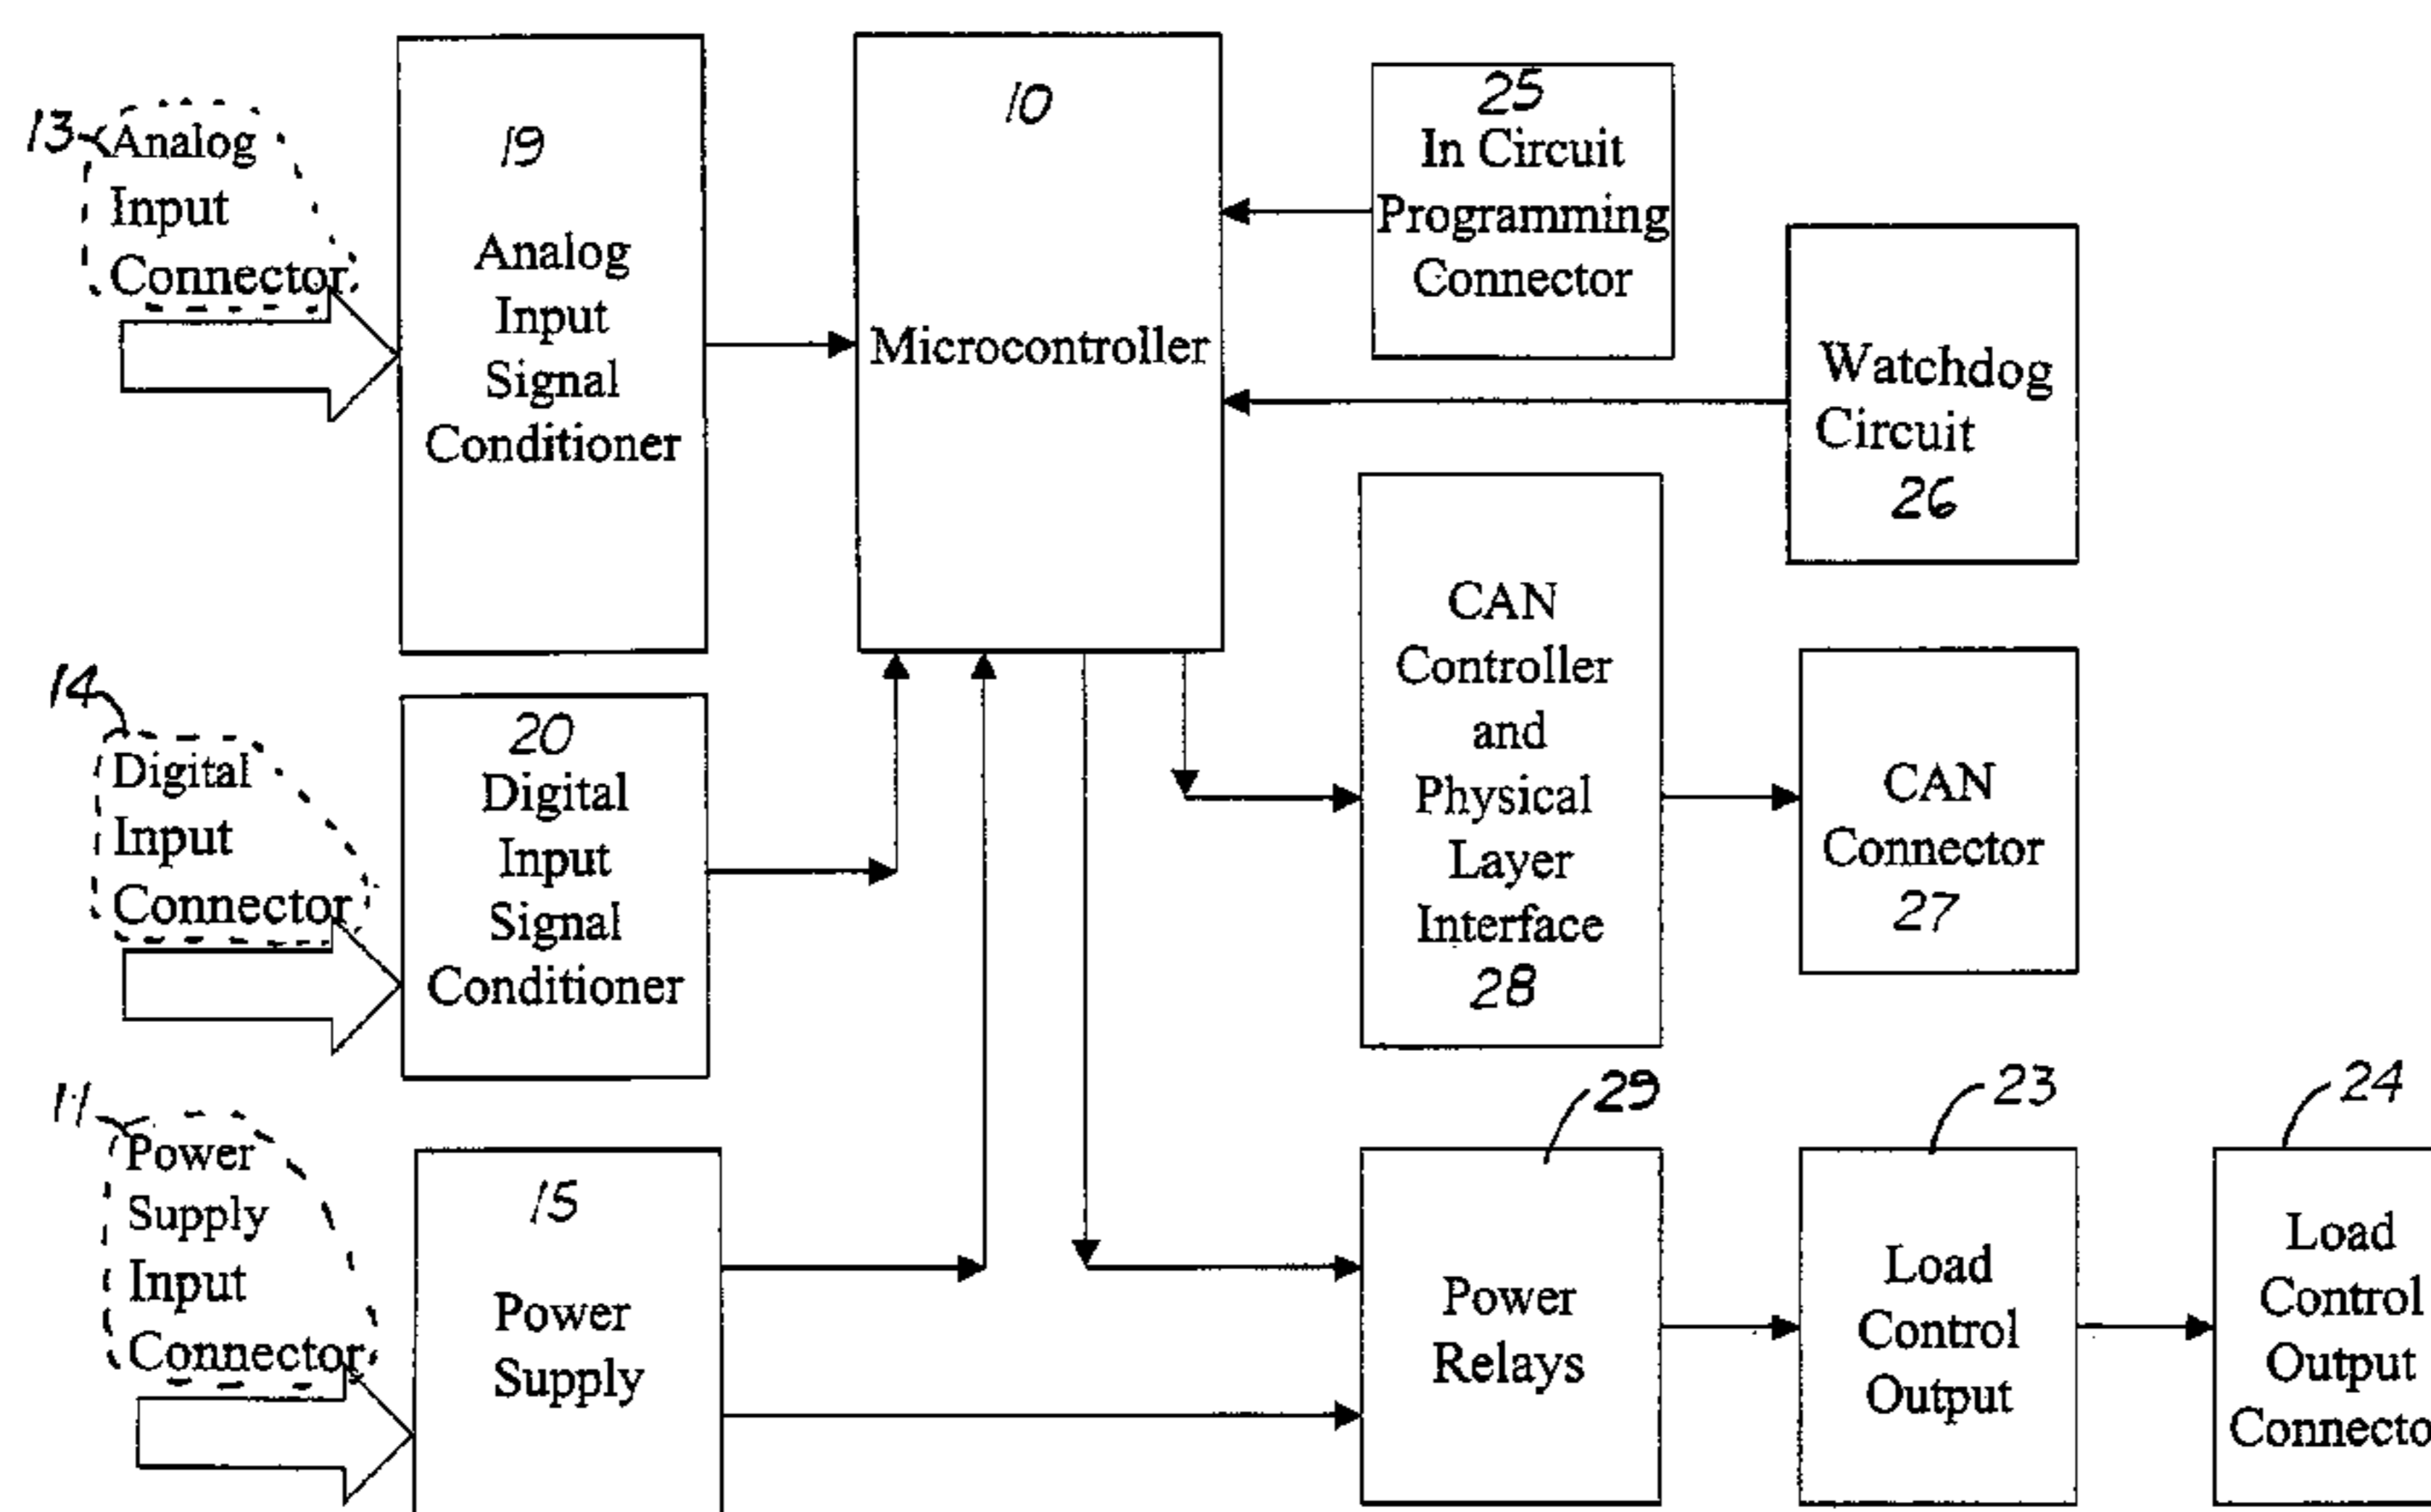 13
Analog
Input
Connector
19
Analog
Input
Signal
Conditioner
10
Microcontroller
25
In Circuit
Programming
Connector
Watchdog
Circuit
26
14
Digital
Input
Connector
20
Digital
Input
Signal
Conditioner
CAN
Controller
and
Physical
Layer
Interface
28
CAN
Connector
27
11
Power
Supply
Input
Connector
15
Power
Supply
29
Power
Relays
23
Load
Control
Output
24
Load
Control
Output
Connecto